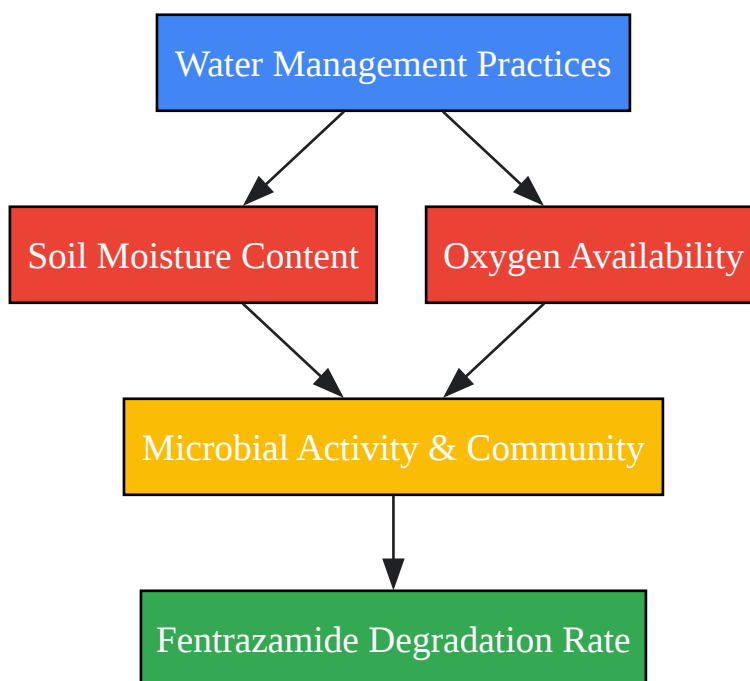 Water Management Practices
Soil Moisture Content
Oxygen Availability
Microbial Activity & Community
Fentrazamide Degradation Rate